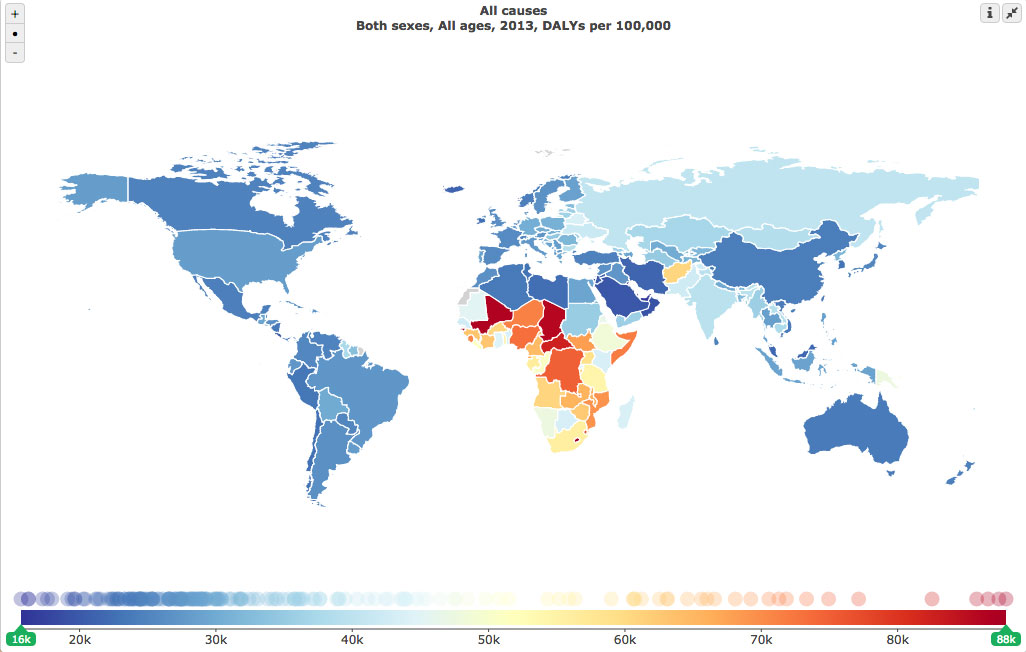 All causes
Both sexes, All ages, 2013, DALYs per 100,000
+
•
-
i
16k 20k 30k 40k 50k 60k 70k 80k 88k